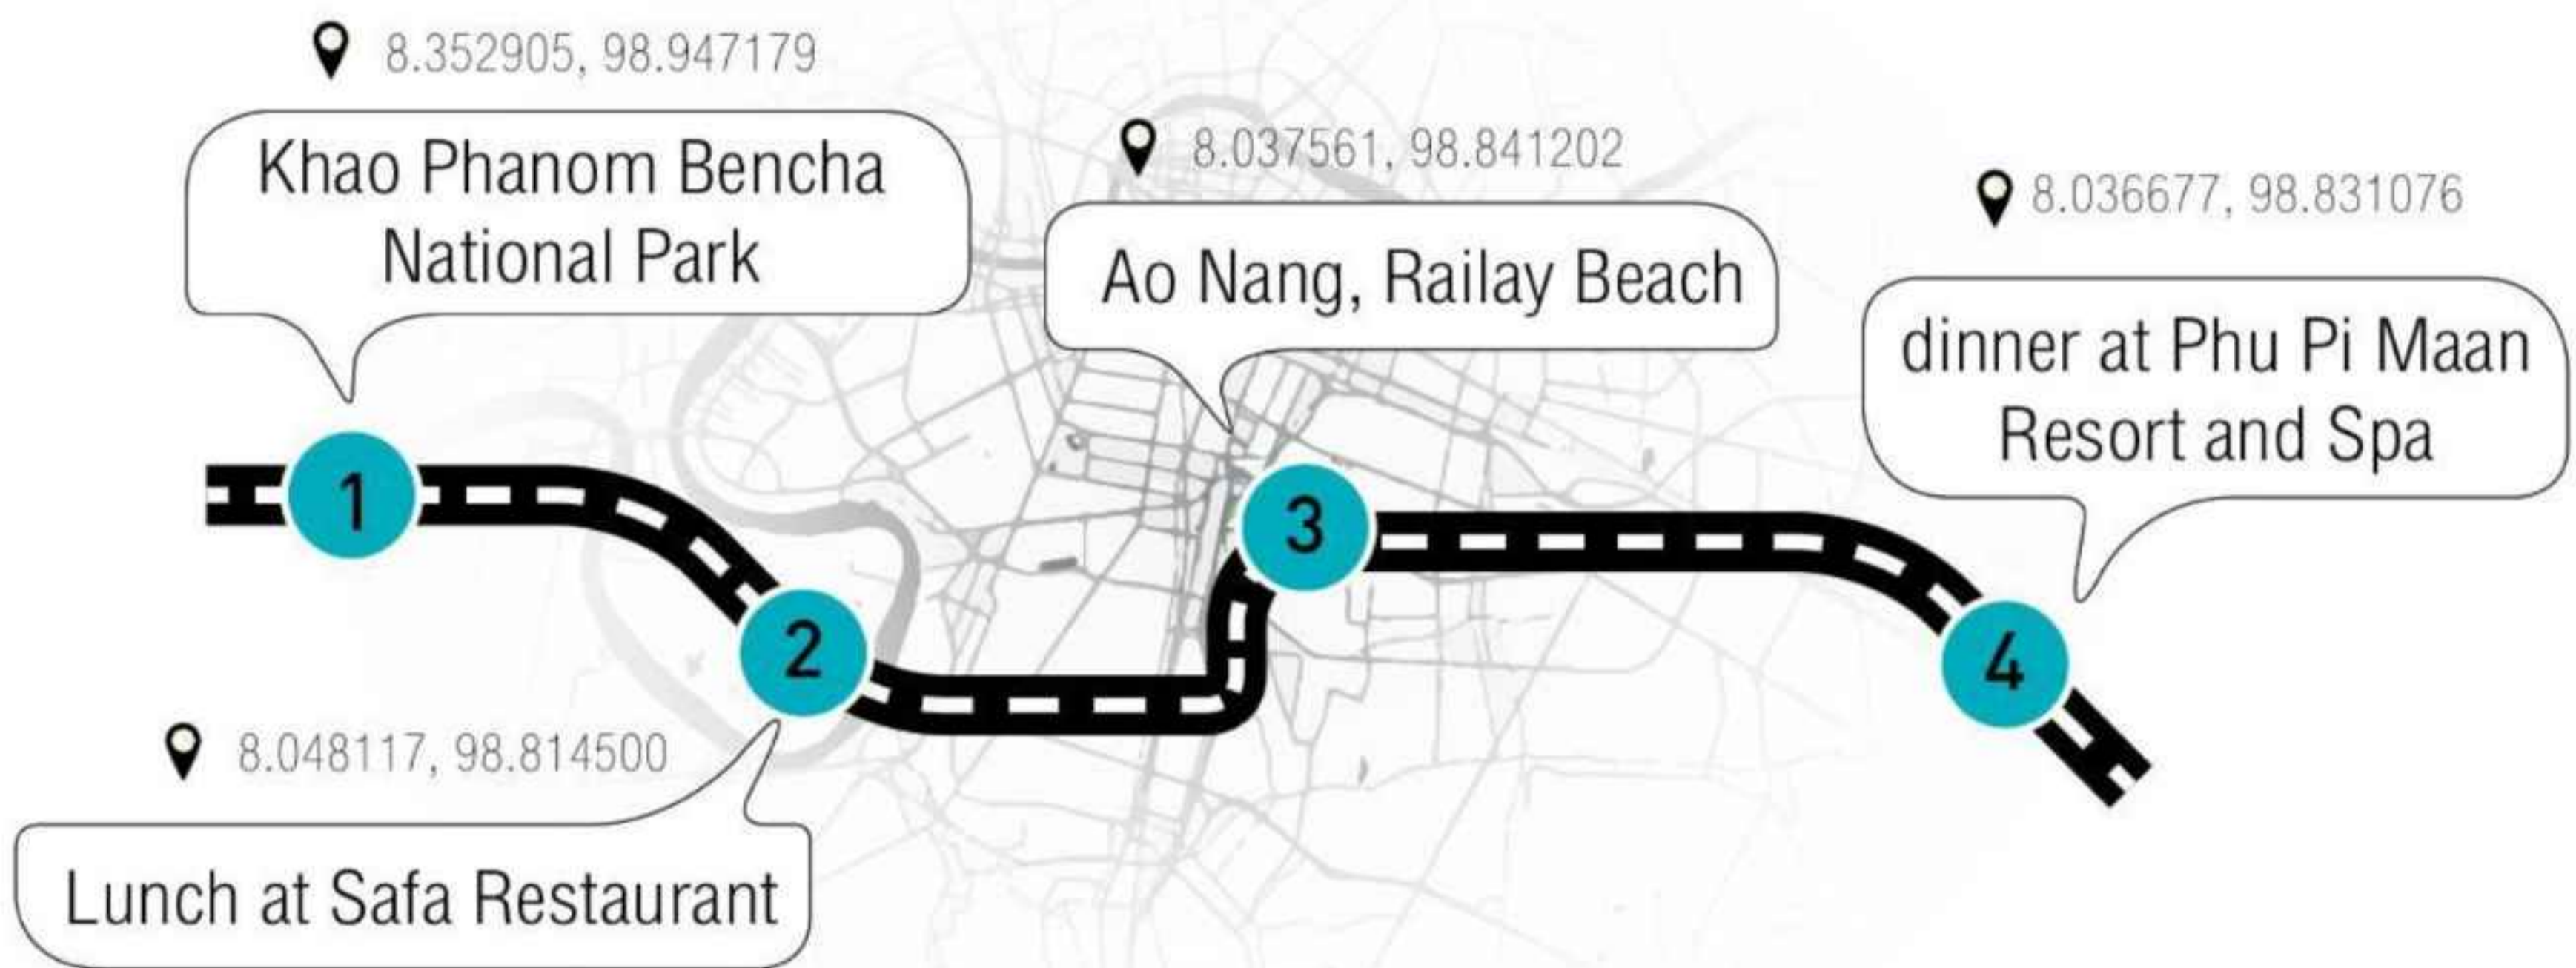 8.352905, 98.947179
Khao Phanom Bencha
National Park
1
8.048117, 98.814500
Lunch at Safa Restaurant
2
8.037561, 98.841202
Ao Nang, Railay Beach
3
8.036677, 98.831076
dinner at Phu Pi Maan
Resort and Spa
4